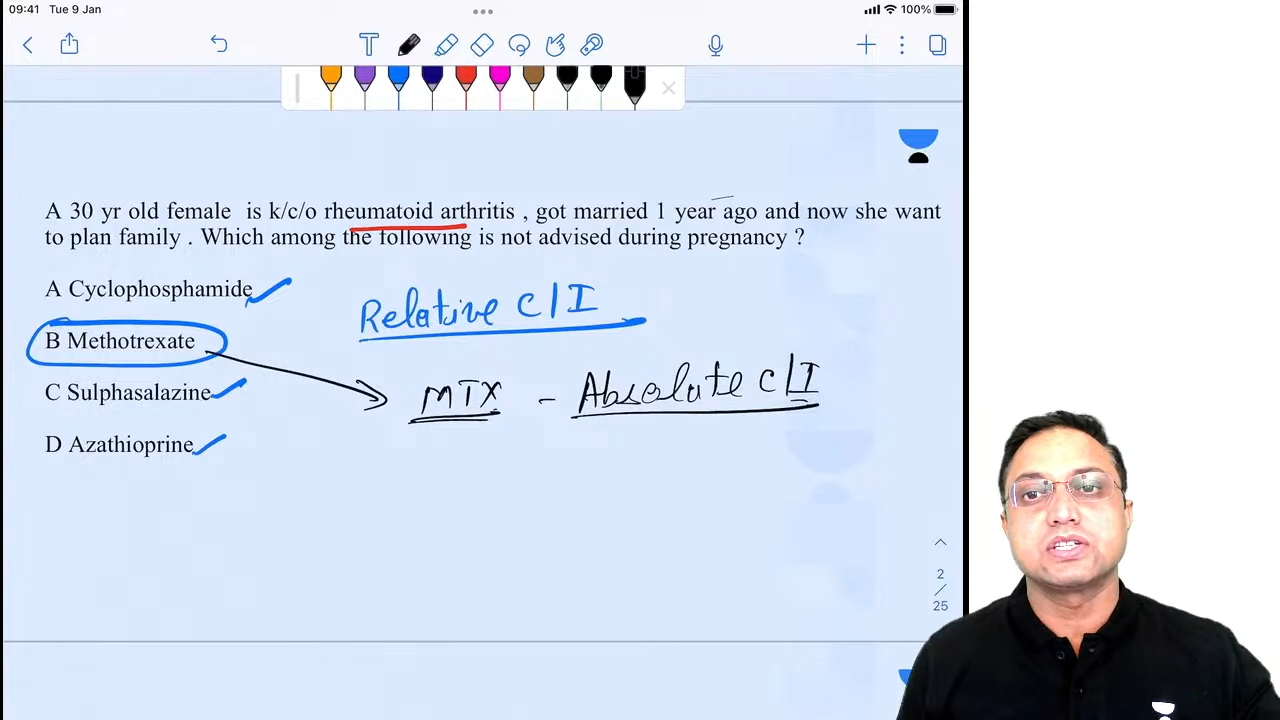 09:41 Tue 9 Jan
100%
T
A 30 yr old female is k/c/o rheumatoid arthritis , got married 1 year ago and now she want
to plan family . Which among the following is not advised during pregnancy ?
A Cyclophosphamide
Relative C/I
B Methotrexate
MTX - Absolute C/I
C Sulphasalazine
D Azathioprine
2
/
25